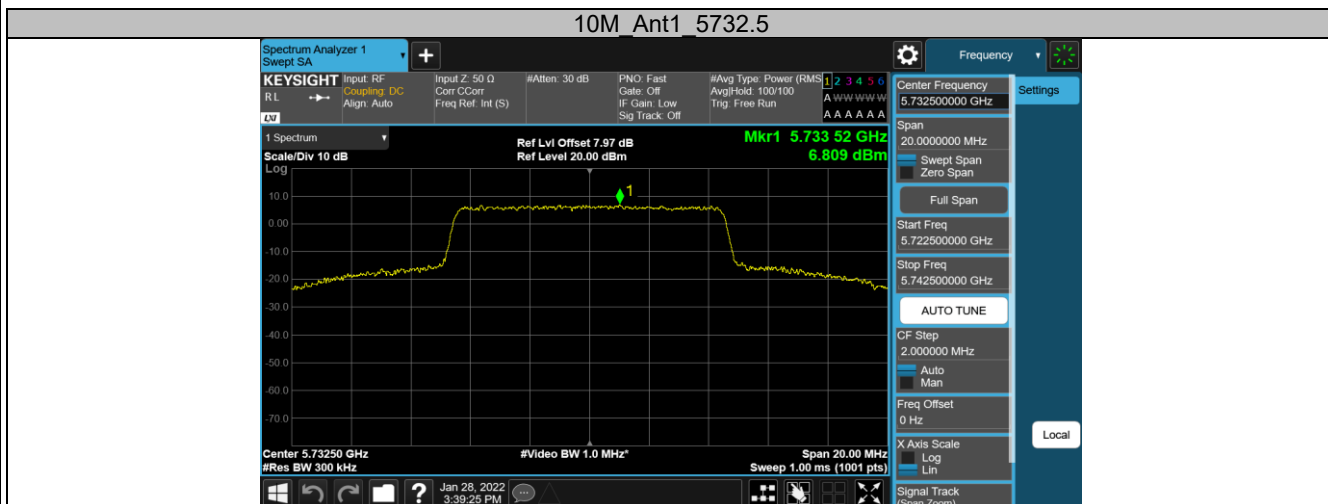 10M_Ant1_5732.5
Spectrum Analyzer 1
Swept SA
+
Frequency
KEYSIGHT
RL
LXI
Input: RF
Coupling: DC
Align: Auto
Input Z: 50 Ω
Corr CCorr
Freq Ref: Int (S)
#Atten: 30 dB
PNO: Fast
Gate: Off
IF Gain: Low
Sig Track: Off
#Avg Type: Power (RMS
Avg|Hold: 100/100
Trig: Free Run
1 2 3 4 5 6
A W W W W W
A A A A A A
1 Spectrum
Scale/Div 10 dB
Log
Ref Lvl Offset 7.97 dB
Ref Level 20.00 dBm
Mkr1 5.733 52 GHz
6.809 dBm
1
10.0
0.00
-10.0
-20.0
-30.0
-40.0
-50.0
-60.0
-70.0
Center 5.73250 GHz
#Res BW 300 kHz
#Video BW 1.0 MHz*
Span 20.00 MHz
Sweep 1.00 ms (1001 pts)
?
Jan 28, 2022
3:39:25 PM
Center Frequency
5.732500000 GHz
Span
20.0000000 MHz
Swept Span
Zero Span
Full Span
Start Freq
5.722500000 GHz
Stop Freq
5.742500000 GHz
AUTO TUNE
CF Step
2.000000 MHz
Auto
Man
Freq Offset
0 Hz
X Axis Scale
Log
Lin
Signal Track
(Span Zoom)
Settings
Local